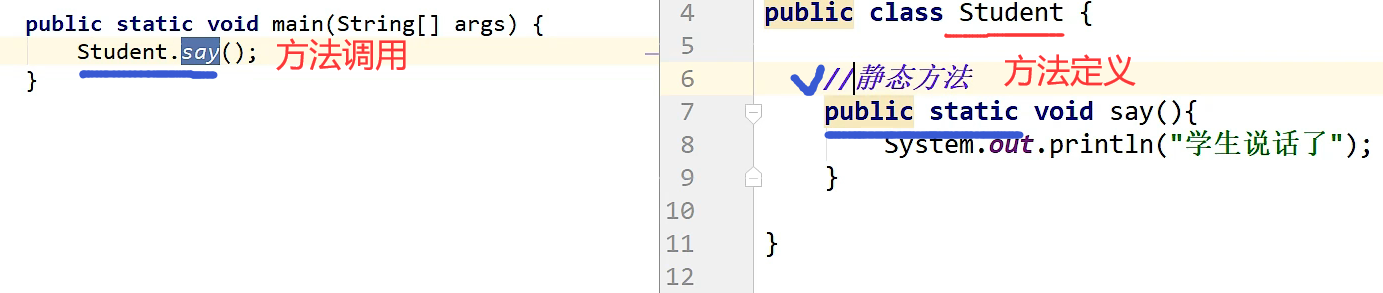 public static void main(String[] args) {
Student.say(); 方法调用
}
4 public class Student {
5
6 //静态方法 方法定义
7 public static void say(){
8 System.out.println("学生说话了");
9 }
10
11 }
12